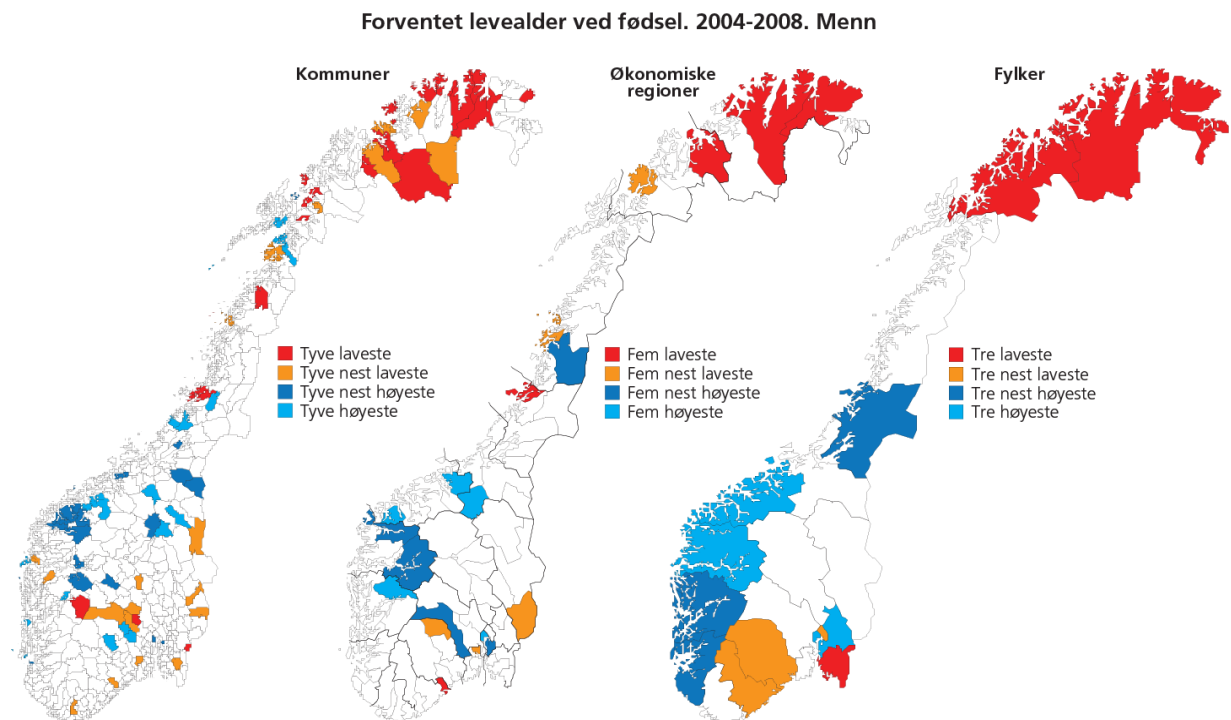 Forventet levealder ved fødsel. 2004-2008. Menn
Kommuner
Økonomiske
regioner
Fylker
Tyve laveste
Tyve nest laveste
Tyve nest høyeste
Tyve høyeste
Fem laveste
Fem nest laveste
Fem nest høyeste
Fem høyeste
Tre laveste
Tre nest laveste
Tre nest høyeste
Tre høyeste